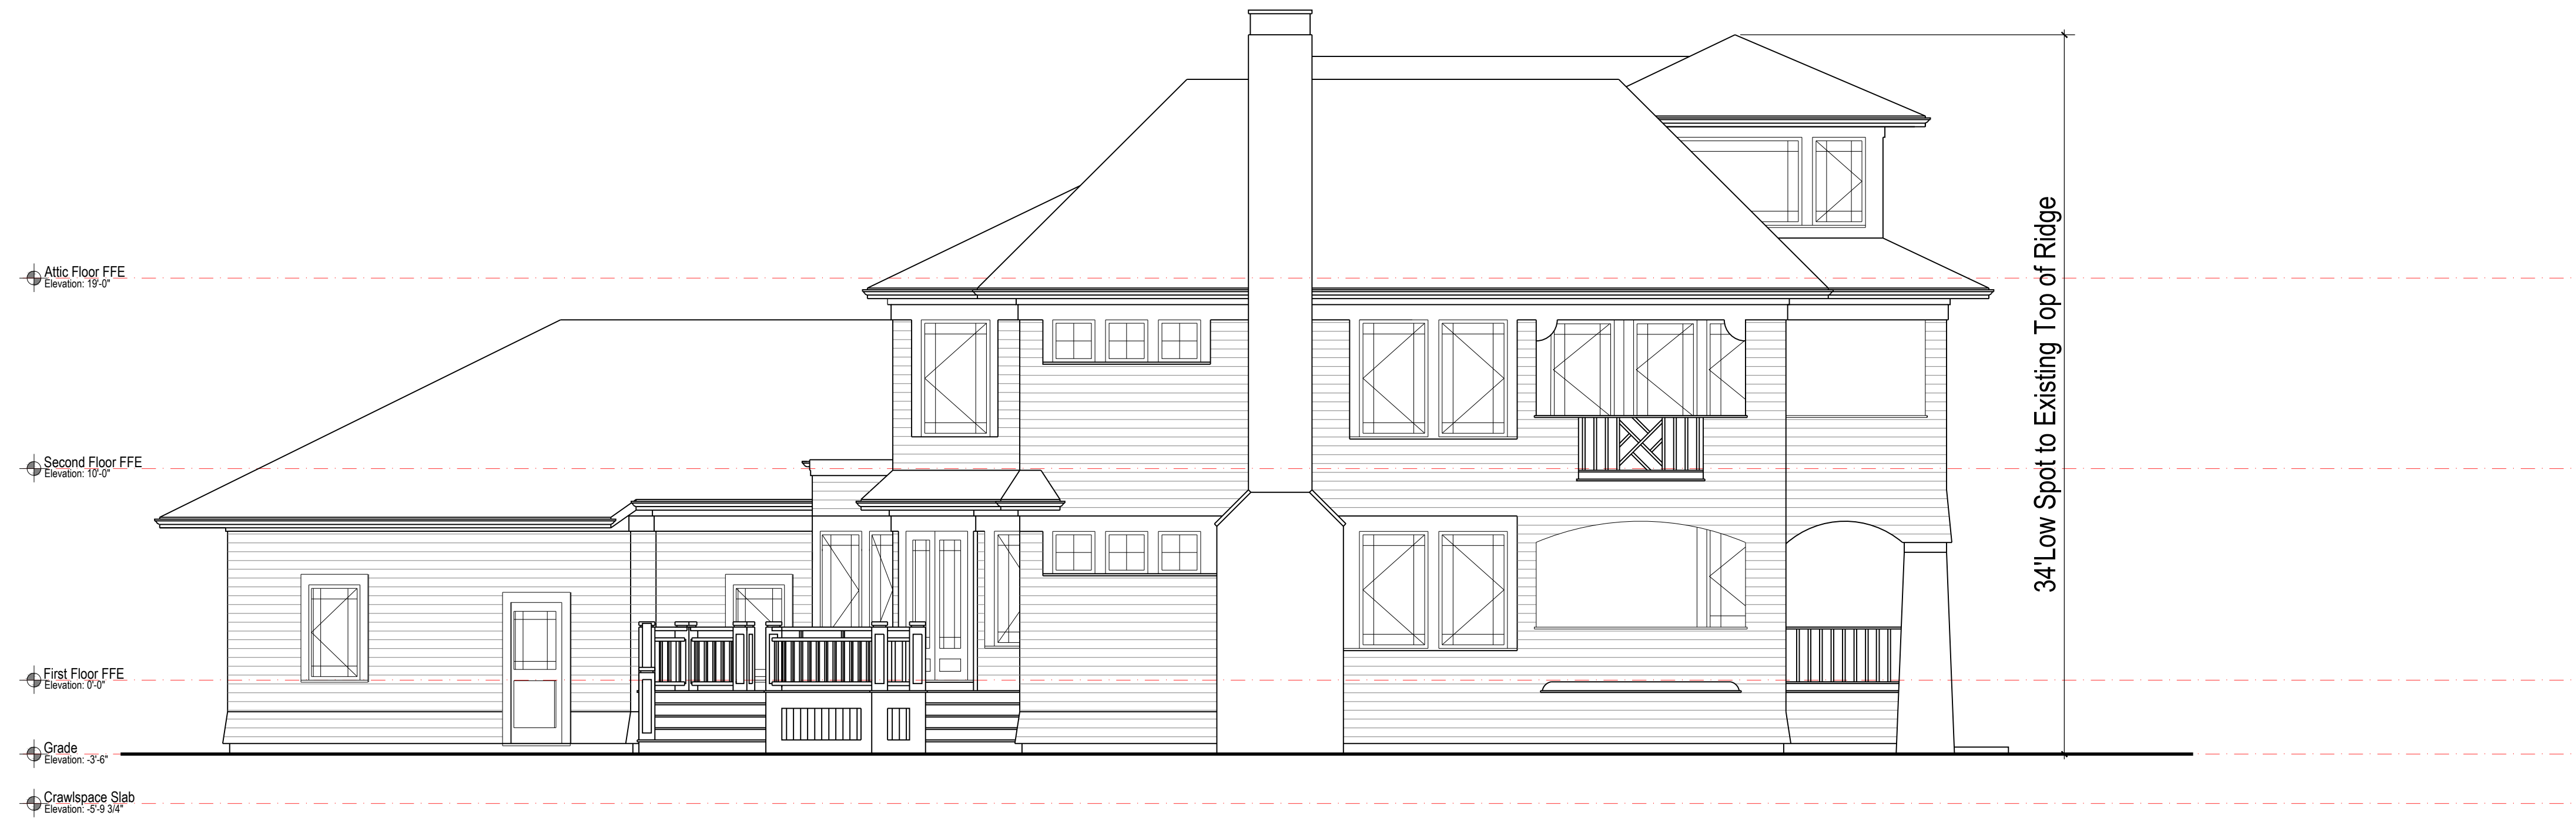 Attic Floor FFE
Elevation: 19'-0"
Second Floor FFE
Elevation: 10'-0"
First Floor FFE
Elevation: 0'-0"
Grade
Elevation: -3'-6"
Crawlspace Slab
Elevation: -5'-9 3/4"
34'Low Spot to Existing Top of Ridge